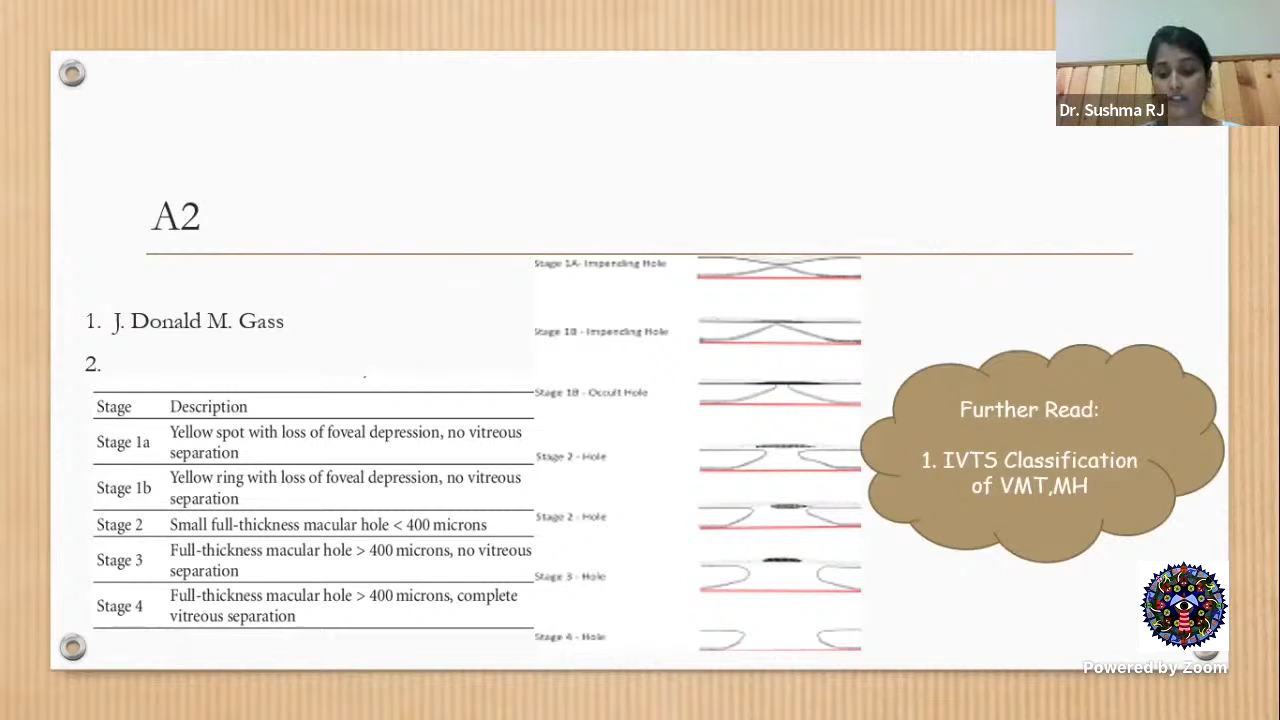 Dr. Sushma RJ
A2
1. J. Donald M. Gass
2.
Stage Description
Stage 1a Yellow spot with loss of foveal depression, no vitreous
separation
Stage 1b Yellow ring with loss of foveal depression, no vitreous
separation
Stage 2 Small full-thickness macular hole < 400 microns
Stage 3 Full-thickness macular hole > 400 microns, no vitreous
separation
Stage 4 Full-thickness macular hole > 400 microns, complete
vitreous separation
Stage 1A- Impending Hole
Stage 1B - Impending Hole
Stage 1B - Occult Hole
Stage 2 - Hole
Stage 2 - Hole
Stage 3 - Hole
Stage 4 - Hole
Further Read:
1. IVTS Classification
of VMT,MH
Powered by Zoom